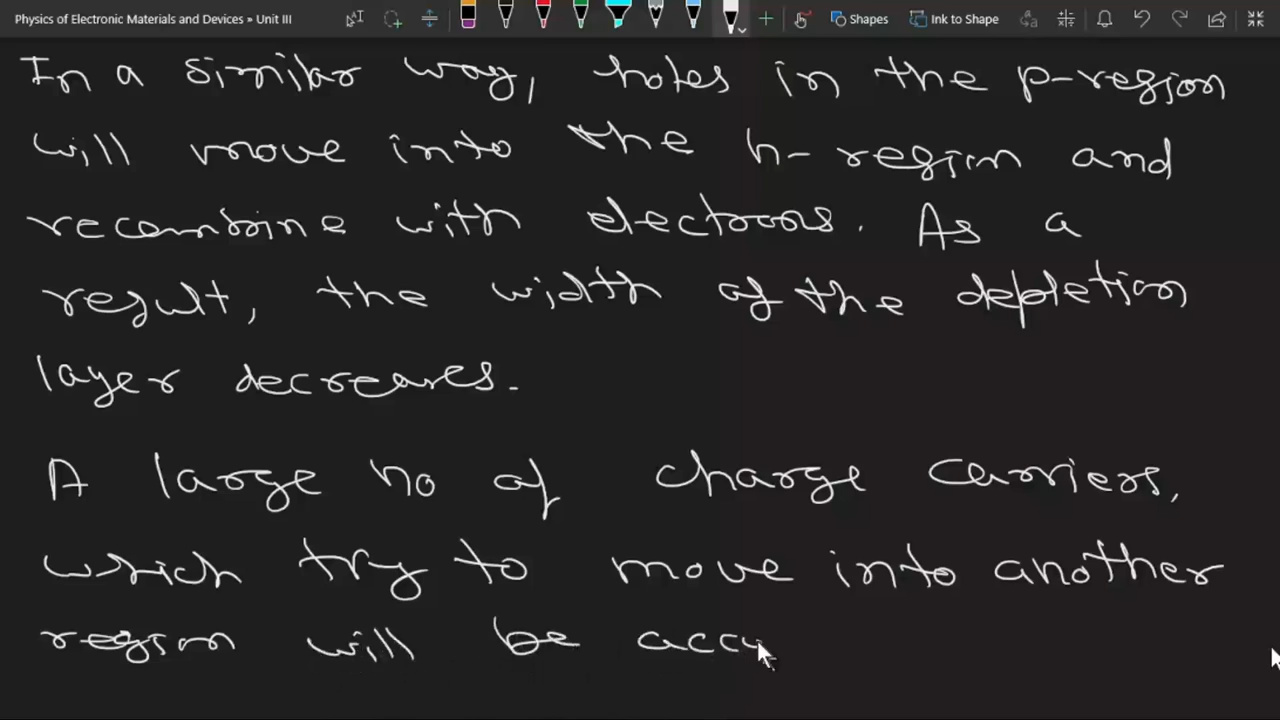 Physics of Electronic Materials and Devices » Unit III
Shapes
Ink to Shape
In a similar way, holes in the p-region
will move into the n-region and
recombine with electrons. As a
result, the width of the depletion
layer decreases.
A large no of charge carriers,
which try to move into another
region will be accu